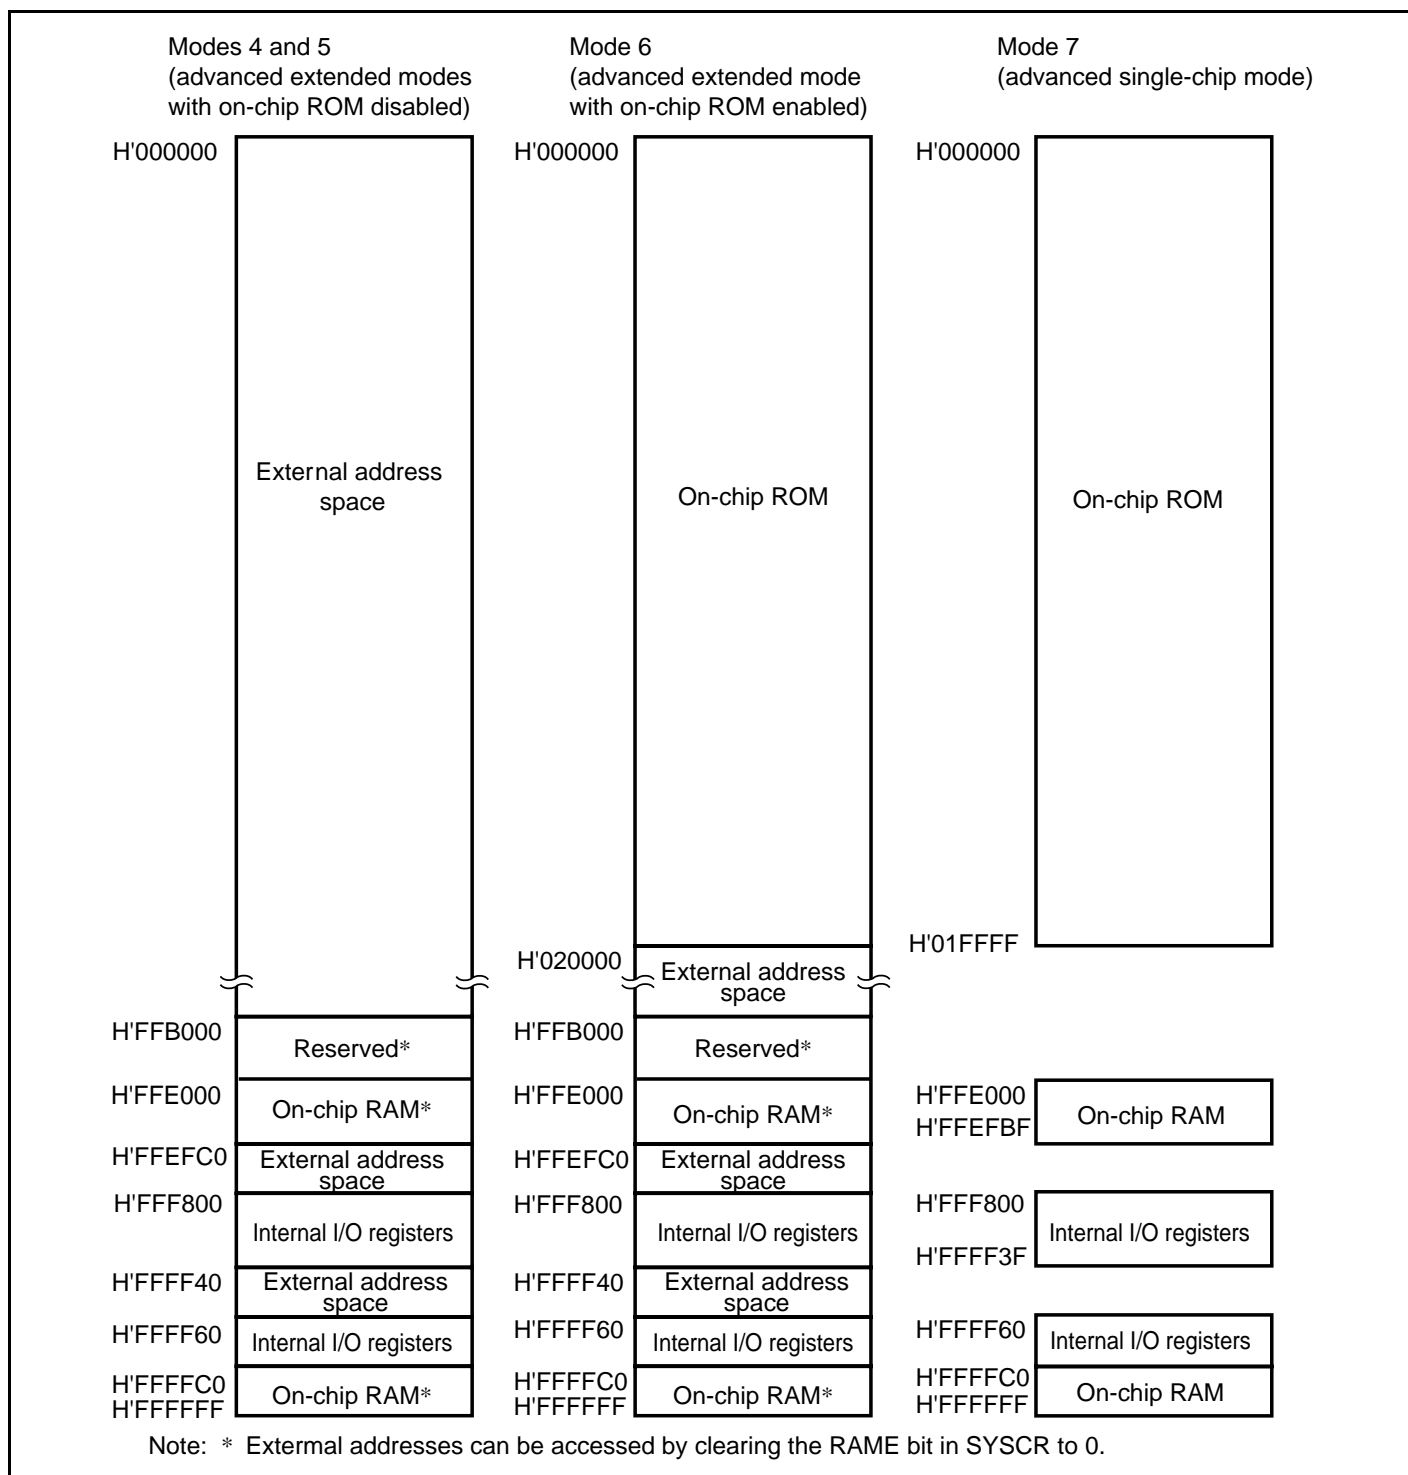 Modes 4 and 5
(advanced extended modes
with on-chip ROM disabled)
Mode 6
(advanced extended mode
with on-chip ROM enabled)
Mode 7
(advanced single-chip mode)
H'000000
External address
space
H'FFB000
Reserved*
H'FFE000
On-chip RAM*
H'FFEFC0
External address
space
H'FFF800
Internal I/O registers
H'FFFF40
External address
space
H'FFFF60
Internal I/O registers
H'FFFFC0
On-chip RAM*
H'FFFFFF
H'000000
On-chip ROM
H'020000
External address
space
H'FFB000
Reserved*
H'FFE000
On-chip RAM*
H'FFEFC0
External address
space
H'FFF800
Internal I/O registers
H'FFFF40
External address
space
H'FFFF60
Internal I/O registers
H'FFFFC0
On-chip RAM*
H'FFFFFF
H'000000
On-chip ROM
H'01FFFF
H'FFE000
On-chip RAM
H'FFEFBF
H'FFF800
Internal I/O registers
H'FFFF3F
H'FFFF60
Internal I/O registers
H'FFFFC0
On-chip RAM
H'FFFFFF
Note: * Extermal addresses can be accessed by clearing the RAME bit in SYSCR to 0.